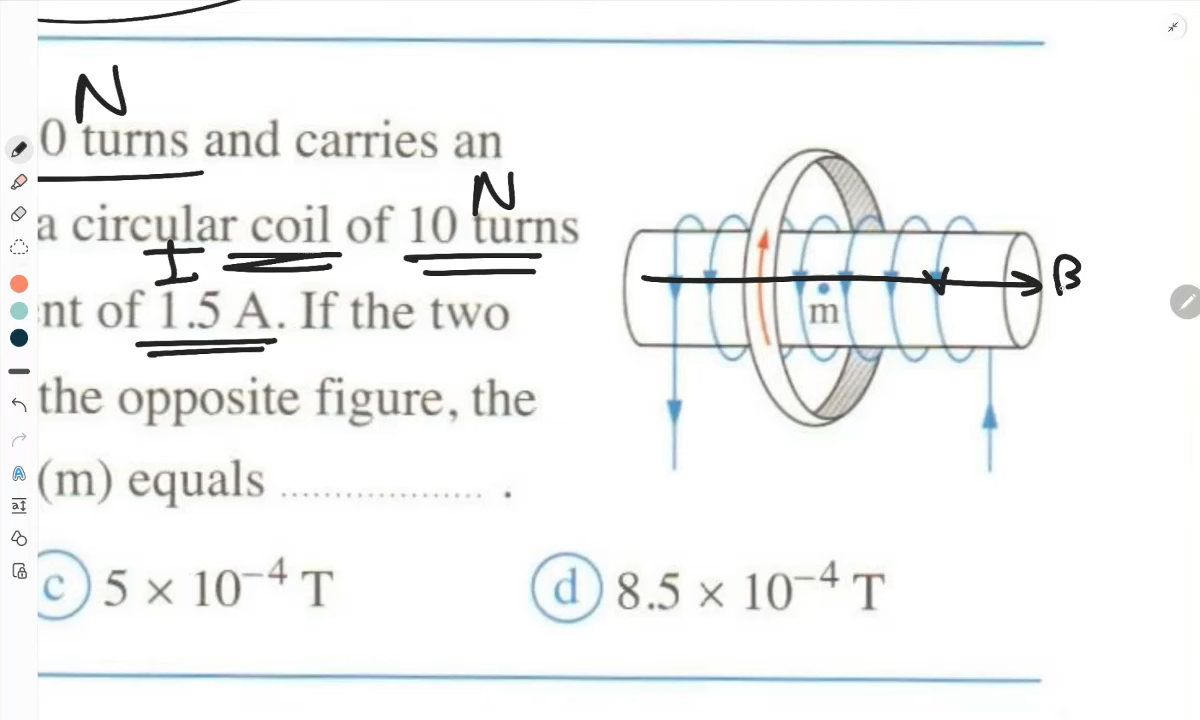 N
0 turns and carries an
N
a circular coil of 10 turns
I
nt of 1.5 A. If the two
the opposite figure, the
(m) equals .................... .
c 5 × 10⁻⁴ T
d 8.5 × 10⁻⁴ T
m
B